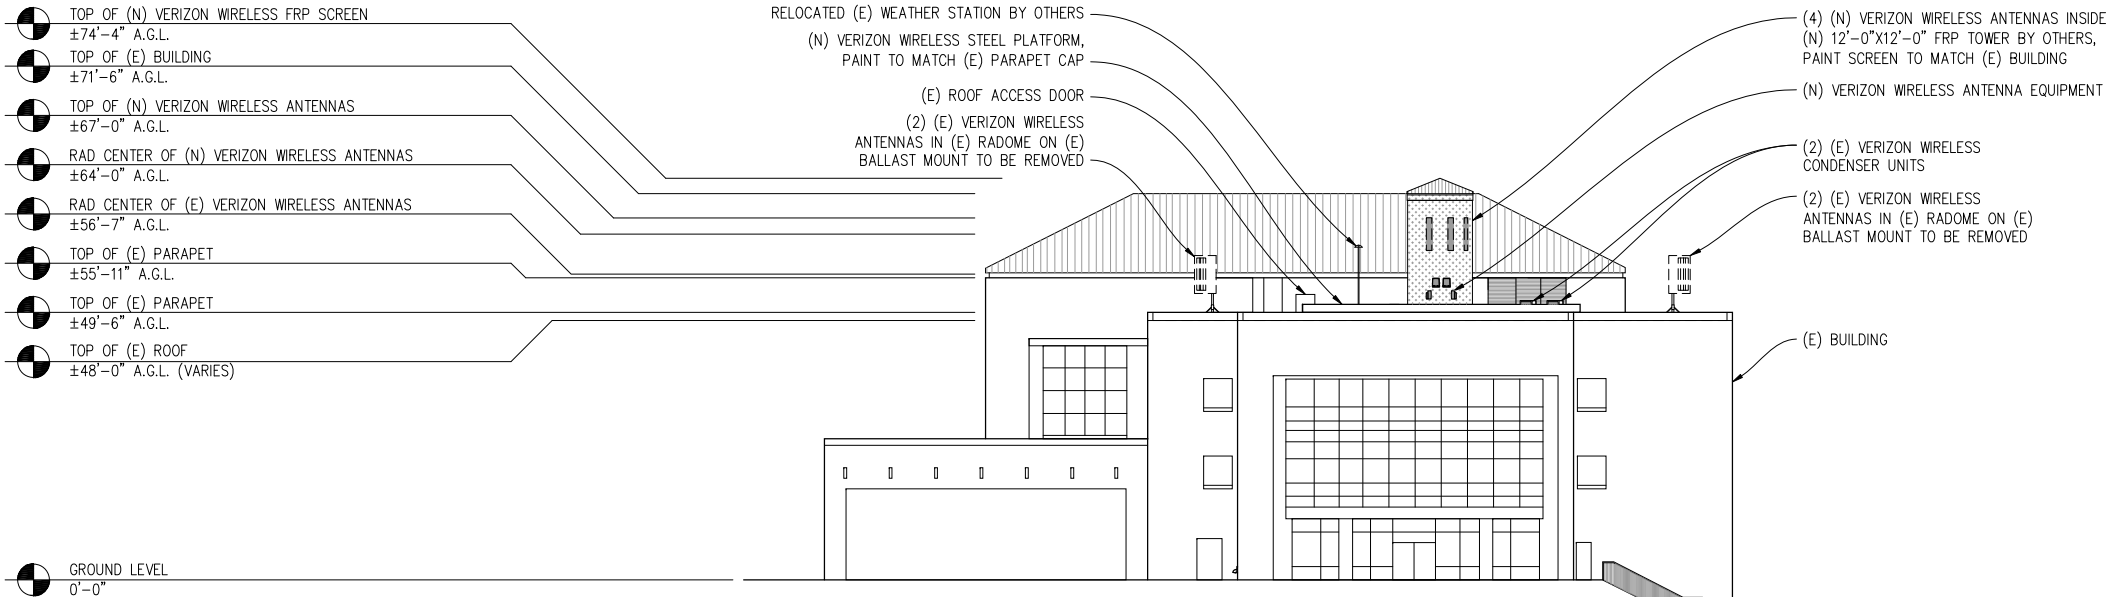 TOP OF (N) VERIZON WIRELESS FRP SCREEN
±74'-4" A.G.L.
TOP OF (E) BUILDING
±71'-6" A.G.L.
TOP OF (N) VERIZON WIRELESS ANTENNAS
±67'-0" A.G.L.
RAD CENTER OF (N) VERIZON WIRELESS ANTENNAS
±64'-0" A.G.L.
RAD CENTER OF (E) VERIZON WIRELESS ANTENNAS
±56'-7" A.G.L.
TOP OF (E) PARAPET
±55'-11" A.G.L.
TOP OF (E) PARAPET
±49'-6" A.G.L.
TOP OF (E) ROOF
±48'-0" A.G.L. (VARIES)
GROUND LEVEL
0'-0"
RELOCATED (E) WEATHER STATION BY OTHERS
(N) VERIZON WIRELESS STEEL PLATFORM,
PAINT TO MATCH (E) PARAPET CAP
(E) ROOF ACCESS DOOR
(2) (E) VERIZON WIRELESS
ANTENNAS IN (E) RADOME ON (E)
BALLAST MOUNT TO BE REMOVED
(4) (N) VERIZON WIRELESS ANTENNAS INSIDE
(N) 12'-0"X12'-0" FRP TOWER BY OTHERS,
PAINT SCREEN TO MATCH (E) BUILDING
(N) VERIZON WIRELESS ANTENNA EQUIPMENT
(2) (E) VERIZON WIRELESS
CONDENSER UNITS
(2) (E) VERIZON WIRELESS
ANTENNAS IN (E) RADOME ON (E)
BALLAST MOUNT TO BE REMOVED
(E) BUILDING